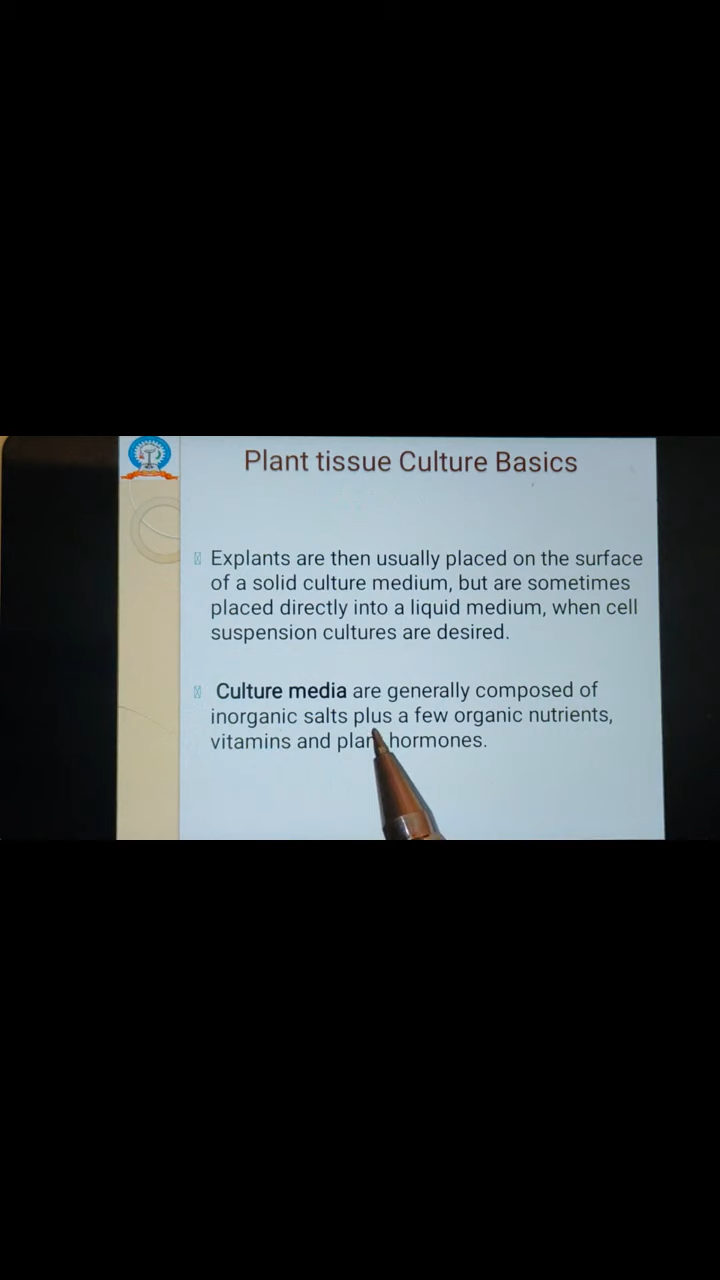 Plant tissue Culture Basics
Explants are then usually placed on the surface
of a solid culture medium, but are sometimes
placed directly into a liquid medium, when cell
suspension cultures are desired.
Culture media are generally composed of
inorganic salts plus a few organic nutrients,
vitamins and plant hormones.